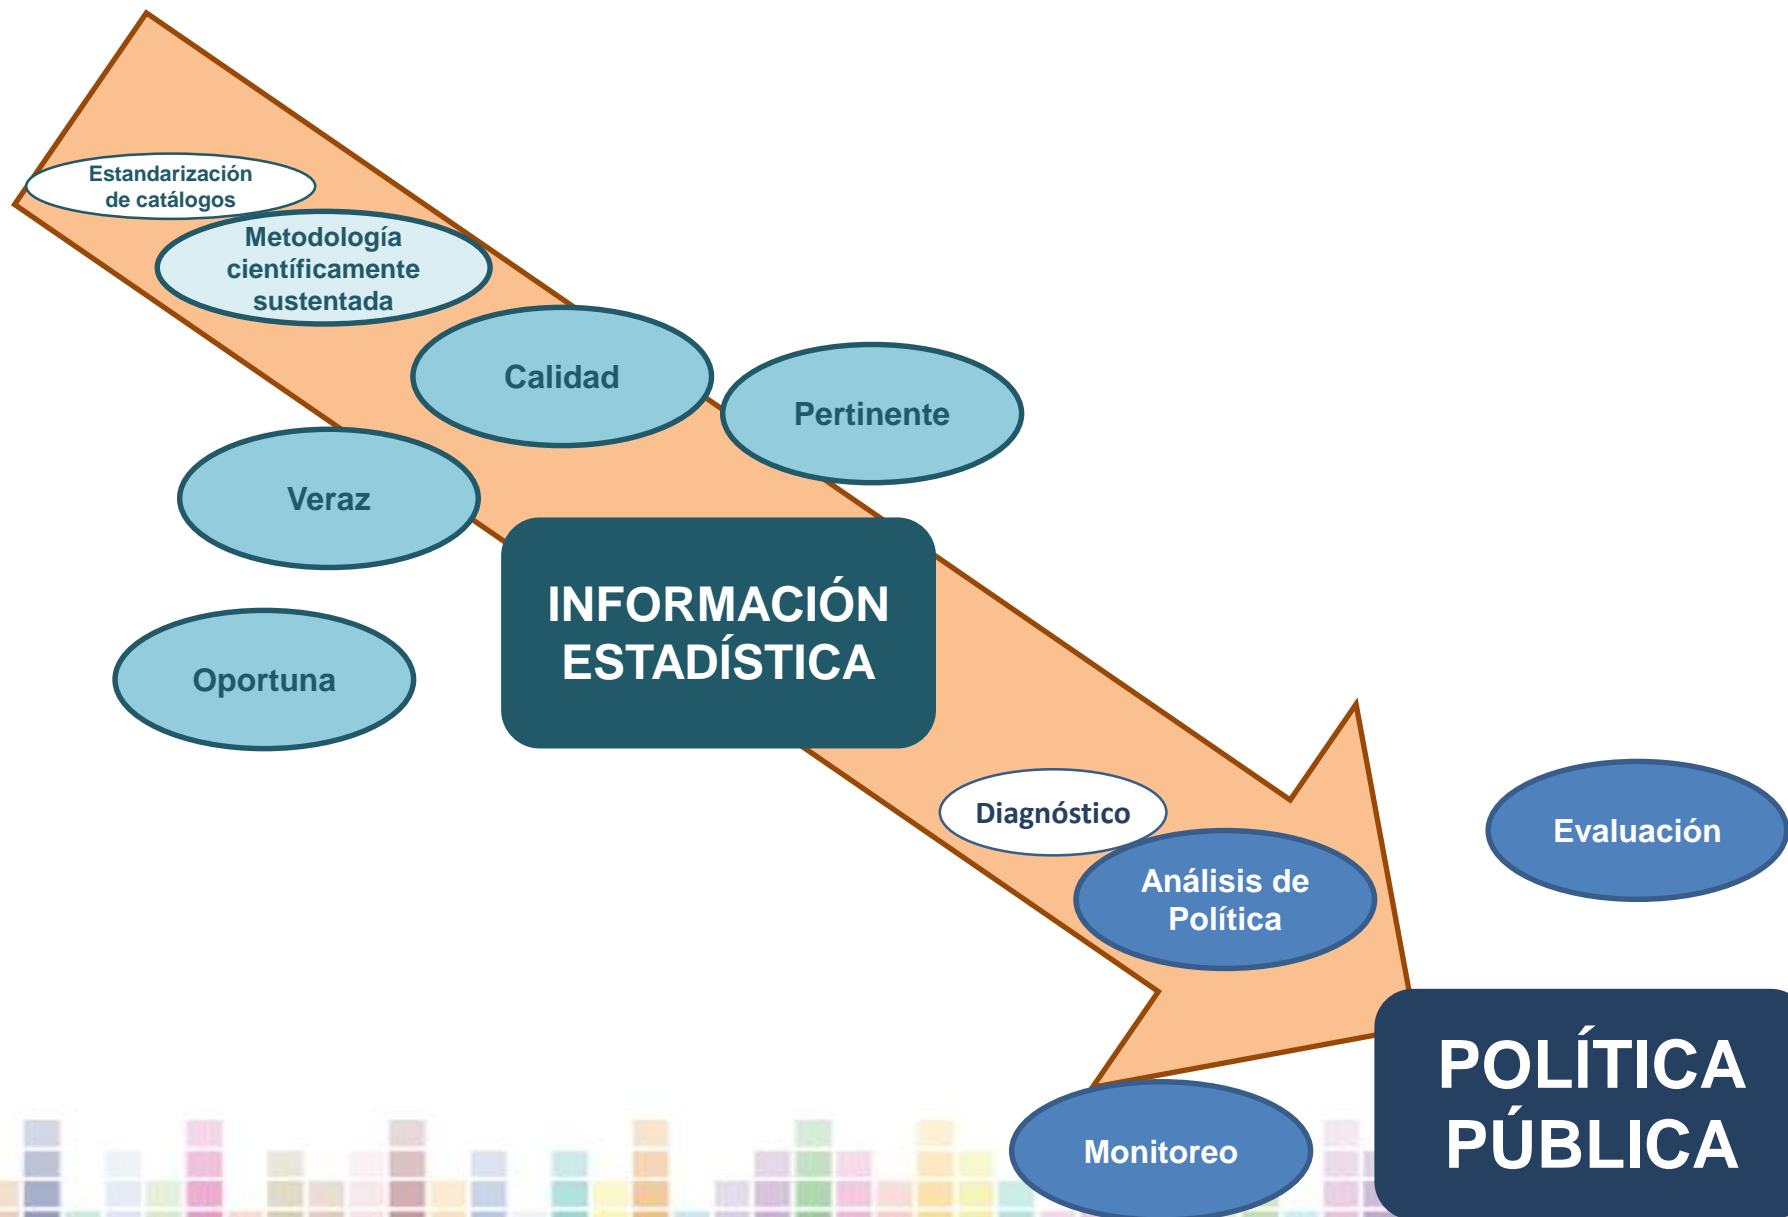 Estandarización
de catálogos
Metodología
científicamente
sustentada
Calidad
Pertinente
Veraz
INFORMACIÓN
ESTADÍSTICA
Oportuna
Diagnóstico
Análisis de
Política
Evaluación
POLÍTICA
PÚBLICA
Monitoreo